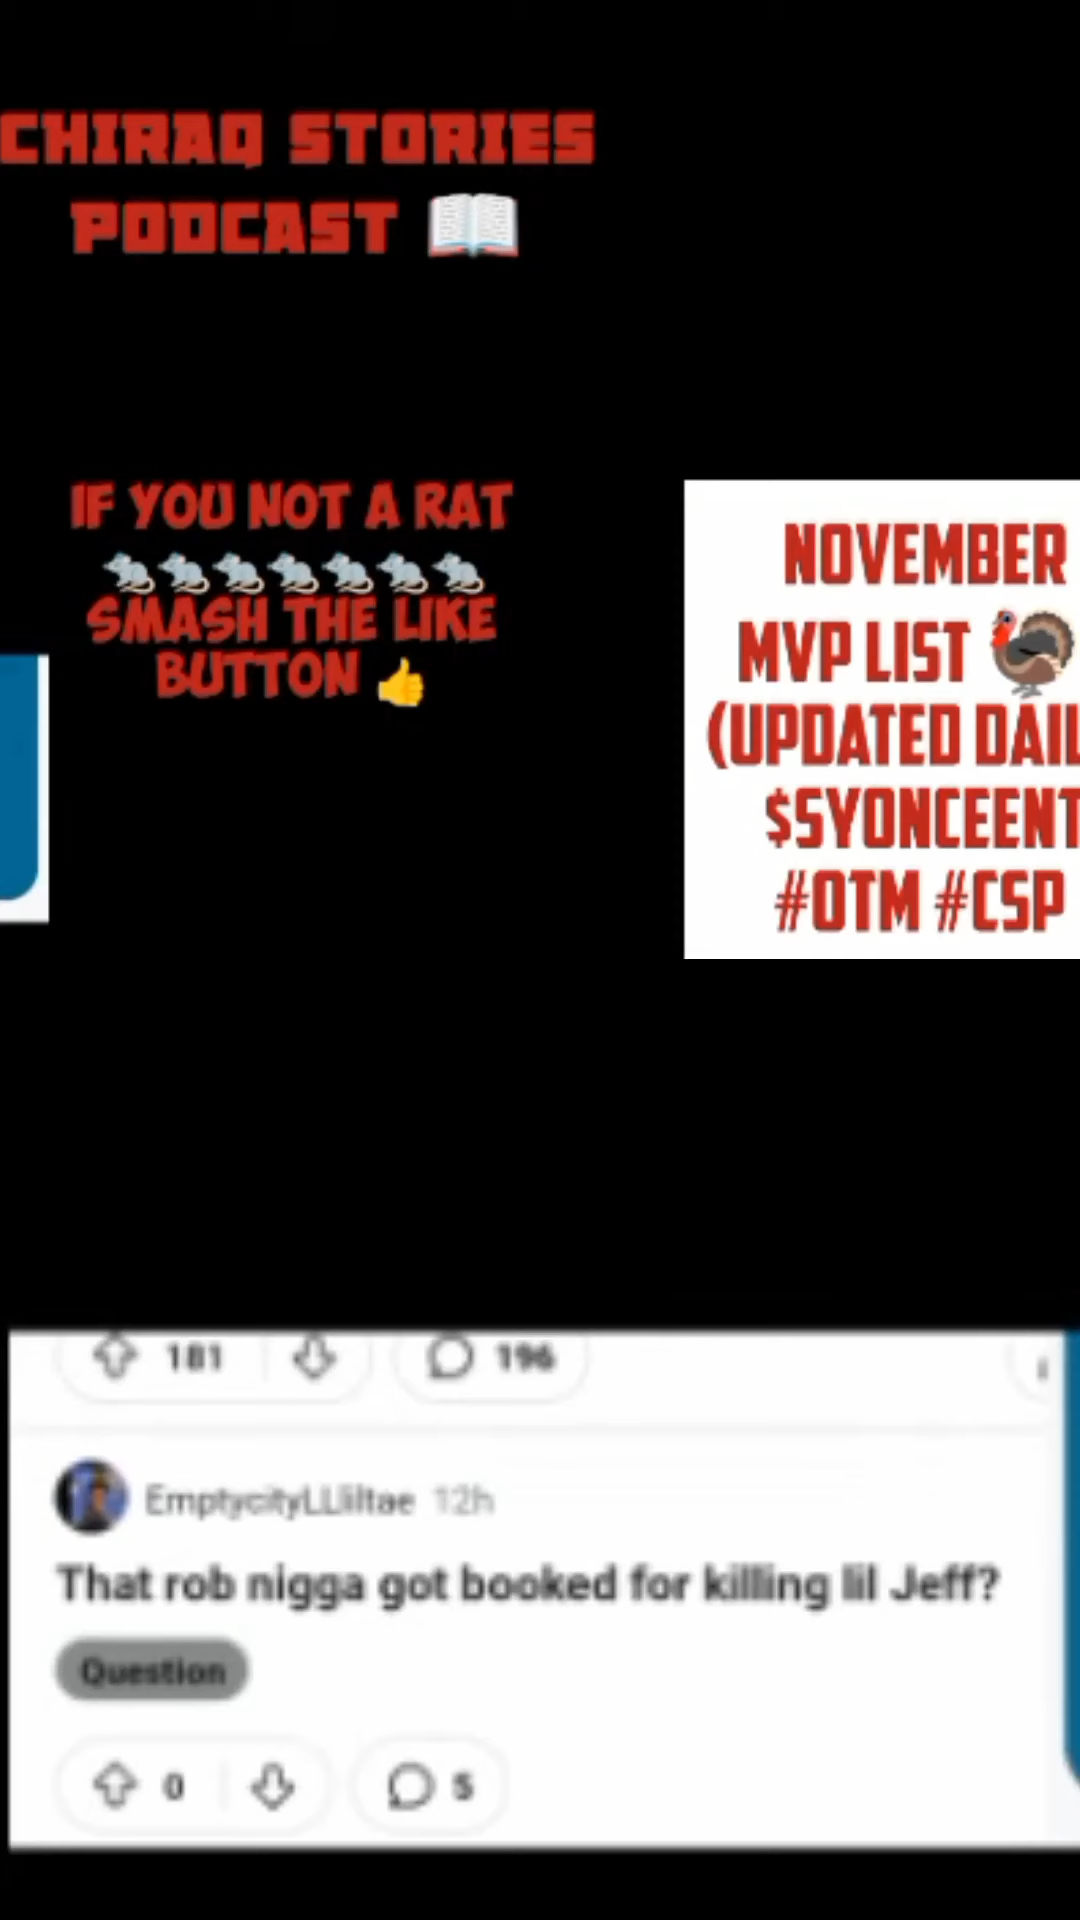 CHIRAQ STORIES
PODCAST 📖
IF YOU NOT A RAT
🐀🐀🐀🐀🐀🐀🐀
SMASH THE LIKE
BUTTON 👍
NOVEMBER
MVP LIST 🦃
(UPDATED DAIL
$SYONCEENT
#OTM #CSP
181 196
EmptycityLLliltae 12h
That rob nigga got booked for killing lil Jeff?
Question
0 5